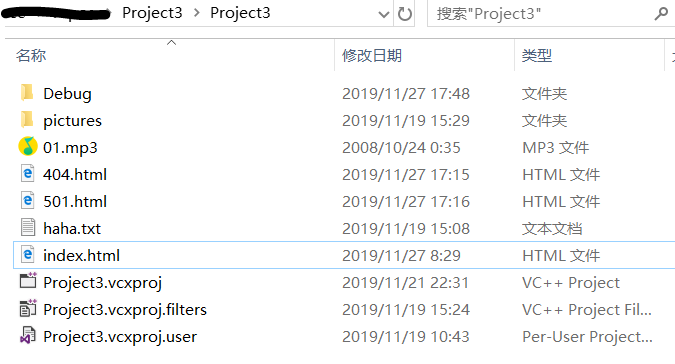 Project3 > Project3
搜索"Project3"
名称 修改日期 类型
Debug 2019/11/27 17:48 文件夹
pictures 2019/11/19 15:29 文件夹
01.mp3 2008/10/24 0:35 MP3 文件
404.html 2019/11/27 17:15 HTML 文件
501.html 2019/11/27 17:16 HTML 文件
haha.txt 2019/11/19 15:08 文本文档
index.html 2019/11/27 8:29 HTML 文件
Project3.vcxproj 2019/11/21 22:31 VC++ Project
Project3.vcxproj.filters 2019/11/19 15:24 VC++ Project Fil...
Project3.vcxproj.user 2019/11/19 10:43 Per-User Project...